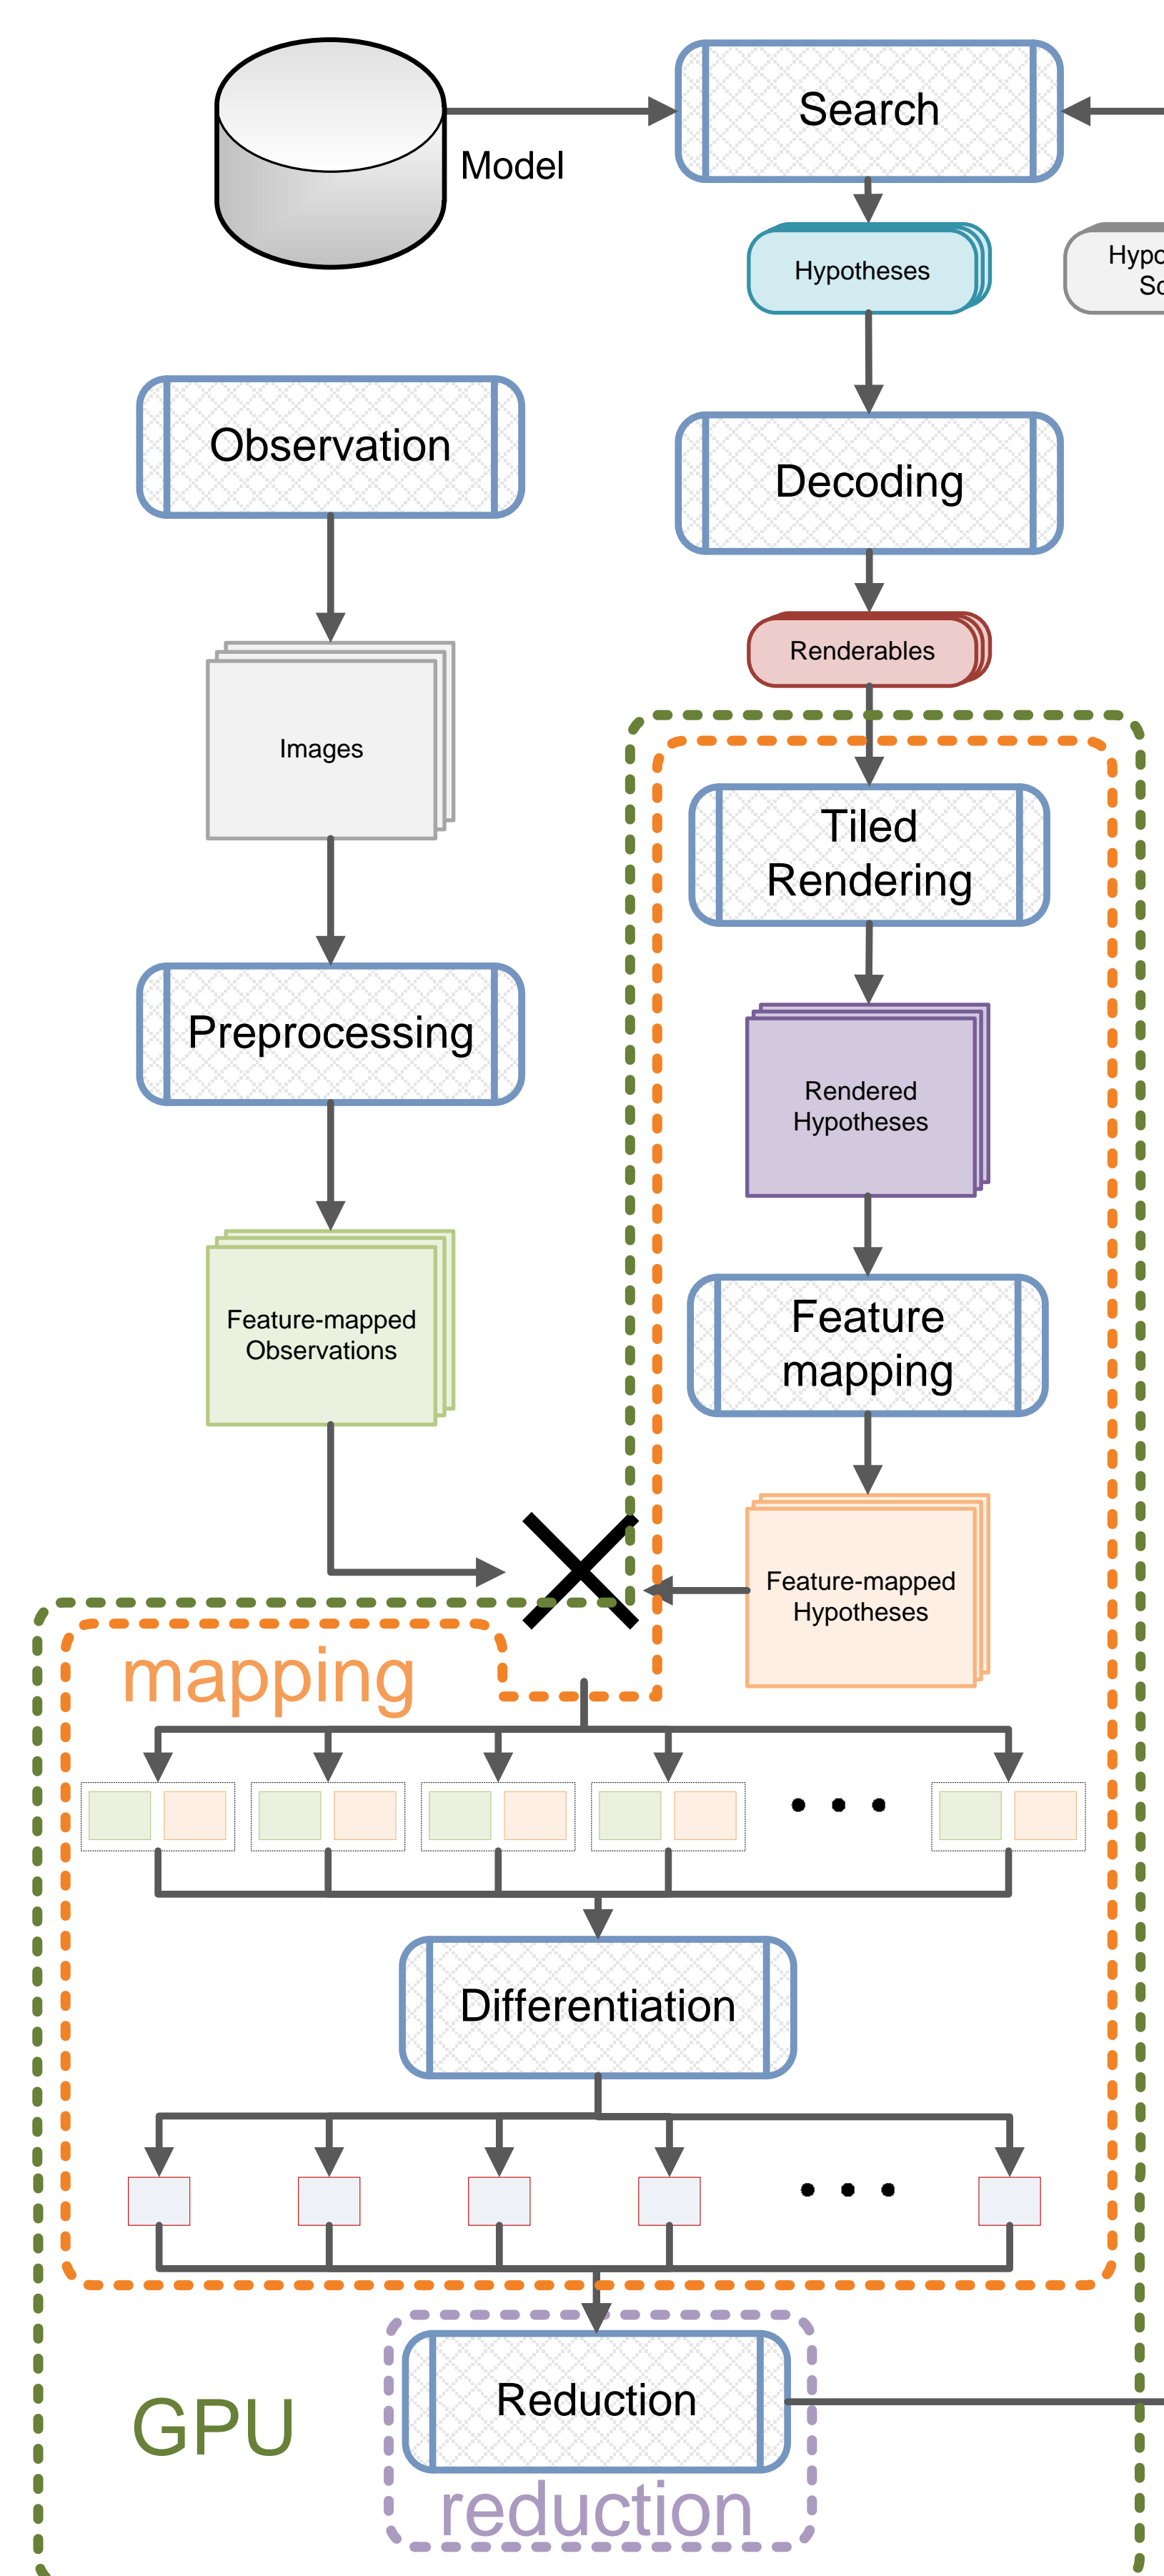 Search
Model
Hypotheses
Observation
Decoding
Renderables
Images
Tiled
Rendering
Preprocessing
Rendered
Hypotheses
Feature-mapped
Observations
Feature
mapping
Feature-mapped
Hypotheses
mapping
Differentiation
Reduction
GPU
reduction